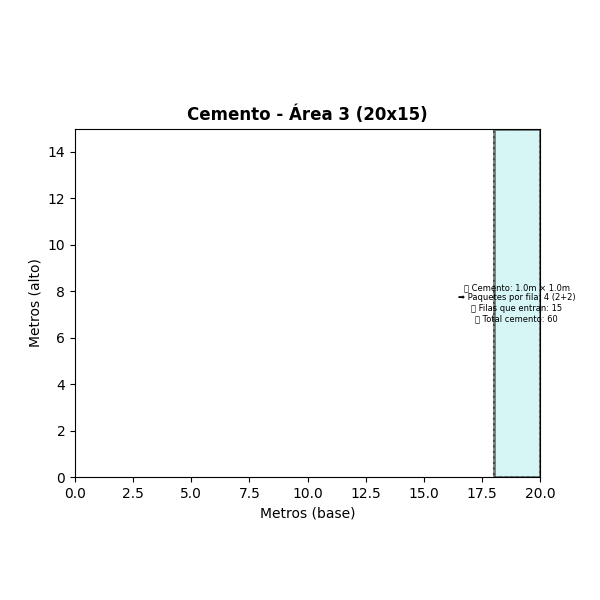 Cemento - Área 3 (20x15)
14
12
10
8
6
4
2
0
Metros (alto)
▯ Cemento: 1.0m × 1.0m
➡ Paquetes por fila: 4 (2+2)
▯ Filas que entran: 15
▯ Total cemento: 60
0.0 2.5 5.0 7.5 10.0 12.5 15.0 17.5 20.0
Metros (base)